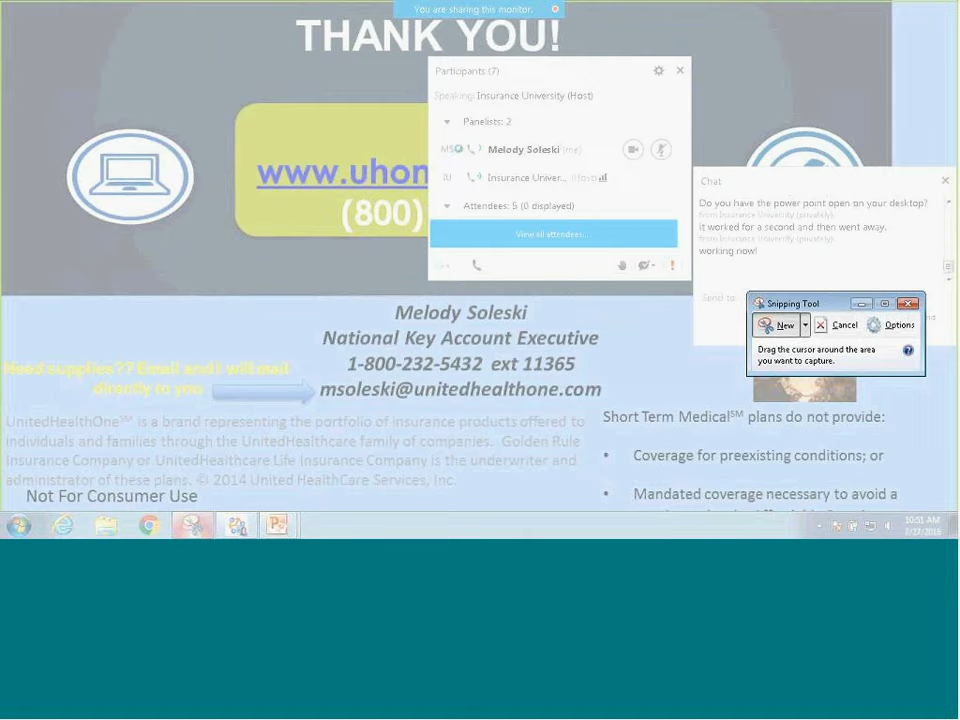 You are sharing this monitor.
THANK YOU!
www.uhon
(800)
Participants (7)
Speaking: Insurance University (Host)
Panelists: 2
MS Melody Soleski (me)
IU Insurance Univer... (Host)
Attendees: 5 (0 displayed)
View all attendees...
Chat
Do you have the power point open on your desktop?
from Insurance University (privately):
it worked for a second and then went away.
from Insurance University (privately):
working now!
Send to:
Snipping Tool
New Cancel Options
Drag the cursor around the area
you want to capture.
Melody Soleski
National Key Account Executive
1-800-232-5432 ext 11365
msoleski@unitedhealthone.com
Need supplies?? Email and I will mail
directly to you
UnitedHealthOne℠ is a brand representing the portfolio of insurance products offered to
individuals and families through the UnitedHealthcare family of companies. Golden Rule
Insurance Company or UnitedHealthcare Life Insurance Company is the underwriter and
administrator of these plans. © 2014 United HealthCare Services, Inc.
Not For Consumer Use
Short Term Medical℠ plans do not provide:
• Coverage for preexisting conditions; or
• Mandated coverage necessary to avoid a
10:51 AM
7/27/2016